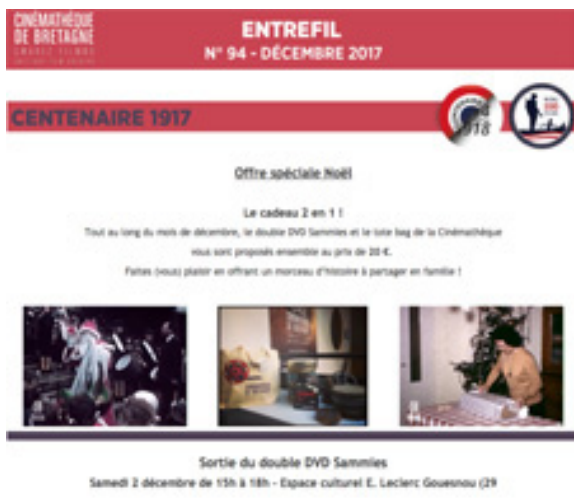 CINÉMATHÈQUE
DE BRETAGNE
ENTREFIL
N° 94 - DÉCEMBRE 2017
CENTENAIRE 1917
18
Offre spéciale Noël
Le cadeau 2 en 1 !
Tout au long du mois de décembre, le double DVD Sammies et le tote bag de la Cinémathèque
vous sont proposés ensemble au prix de 20 €.
Faites (vous) plaisir en offrant un morceau d'histoire à partager en famille !
Sortie du double DVD Sammies
Samedi 2 décembre de 15h à 18h - Espace culturel E. Leclerc Gouesnou (29